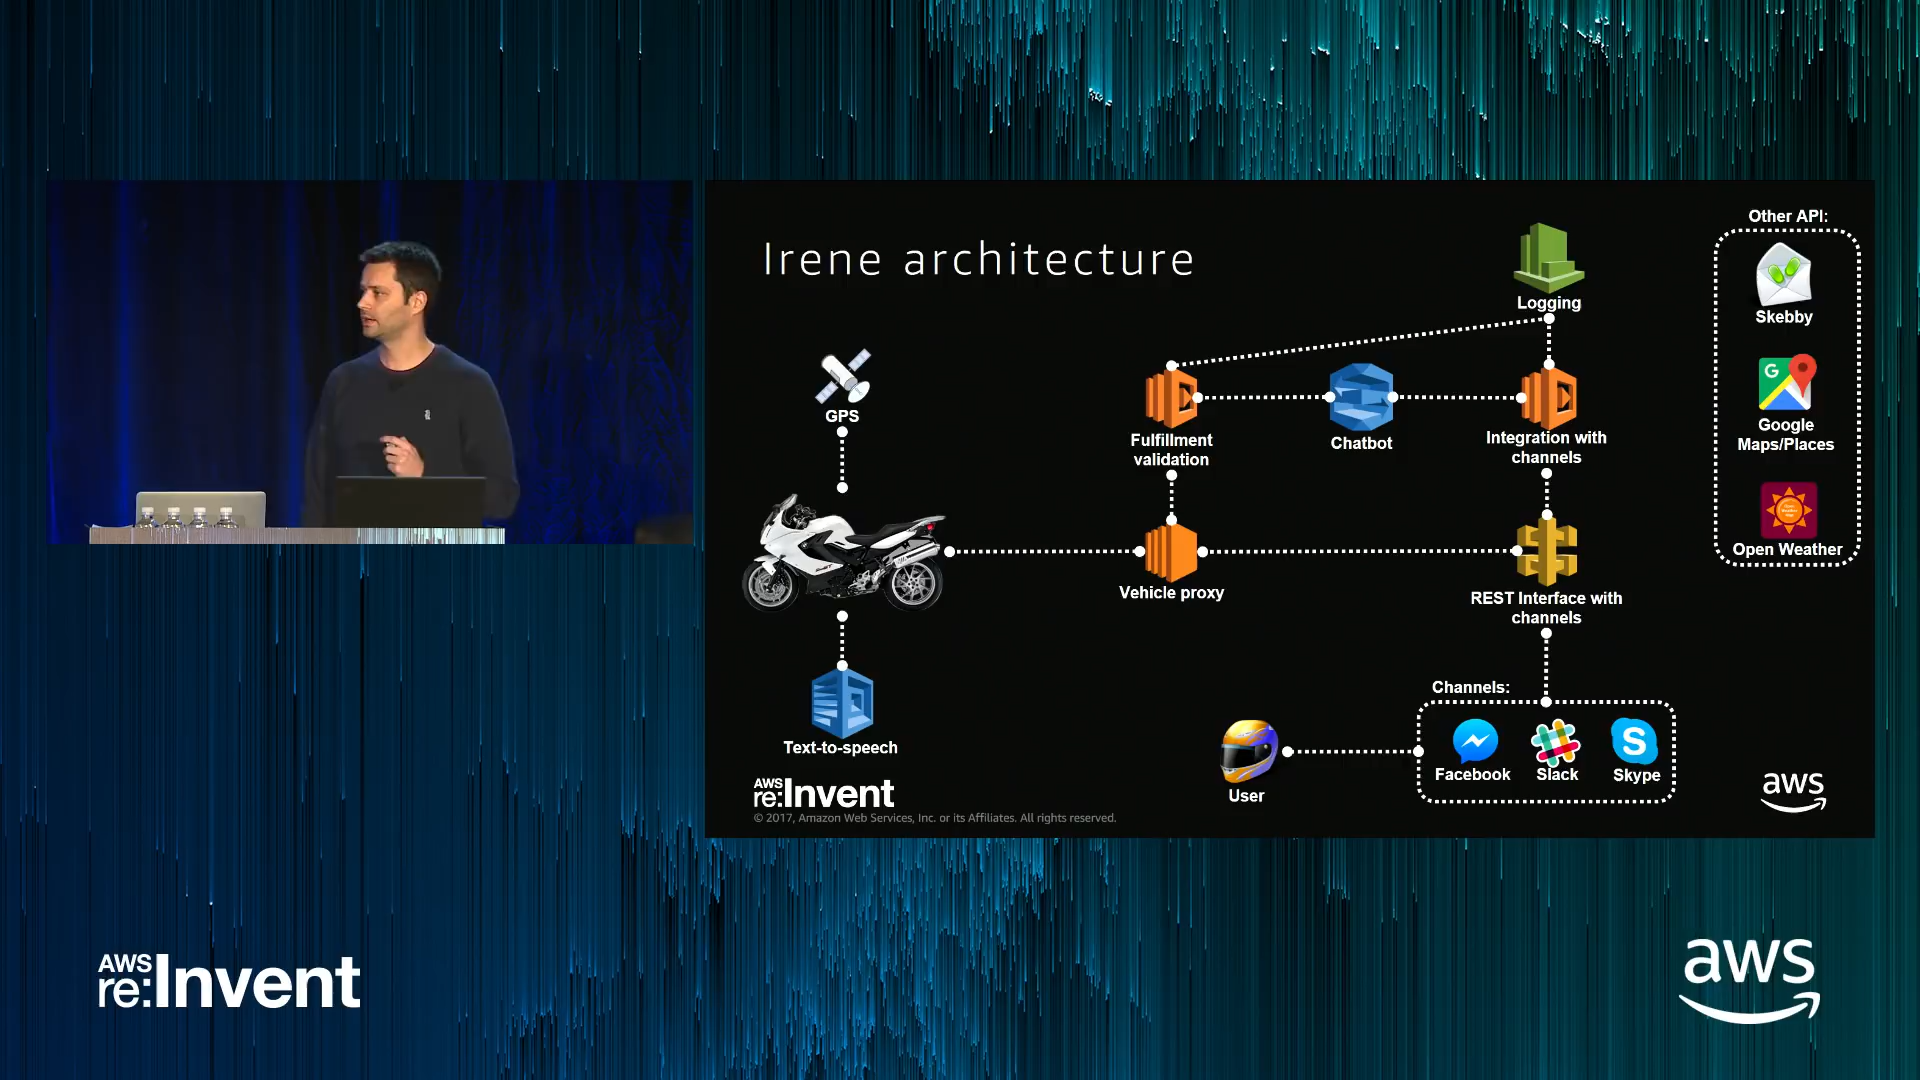 Irene architecture
Logging
Other API:
Skebby
G
Google
Maps/Places
Open Weather
GPS
Fulfillment
validation
Chatbot
Integration with
channels
Vehicle proxy
REST Interface with
channels
Text-to-speech
User
Channels:
Facebook
Slack
S
Skype
AWS
re:Invent
© 2017, Amazon Web Services, Inc. or its Affiliates. All rights reserved.
aws
AWS
re:Invent
aws